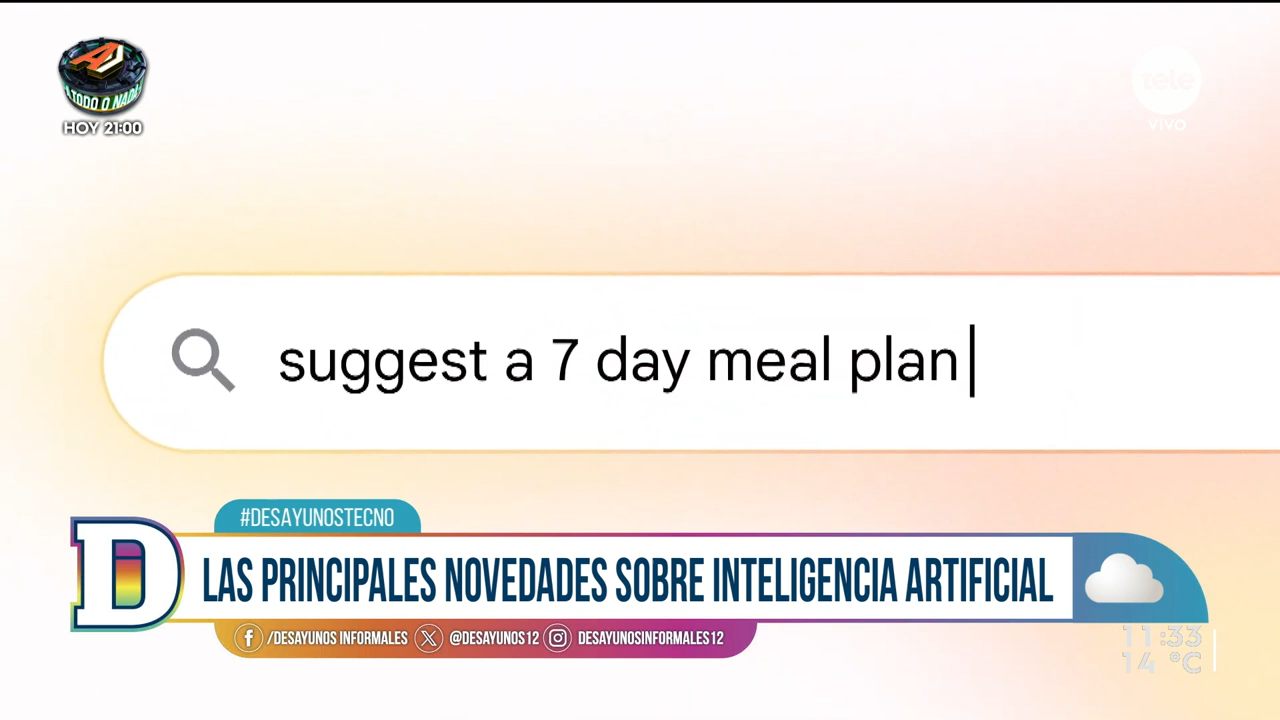 AJ
TODO O NADA
HOY 21:00
tele
VIVO
suggest a 7 day meal plan
#DESAYUNOSTECNO
D
LAS PRINCIPALES NOVEDADES SOBRE INTELIGENCIA ARTIFICIAL
/DESAYUNOS INFORMALES @DESAYUNOS12 DESAYUNOSINFORMALES12
11:33
14 °C